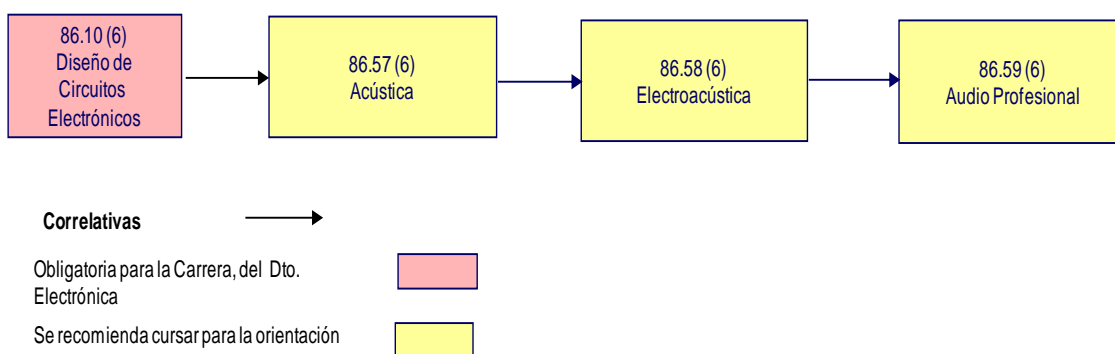 86.10 (6)
Diseño de
Circuitos
Electrónicos
86.57 (6)
Acústica
86.58 (6)
Electroacústica
86.59 (6)
Audio Profesional
Correlativas
Obligatoria para la Carrera, del Dto.
Electrónica
Se recomienda cursar para la orientación